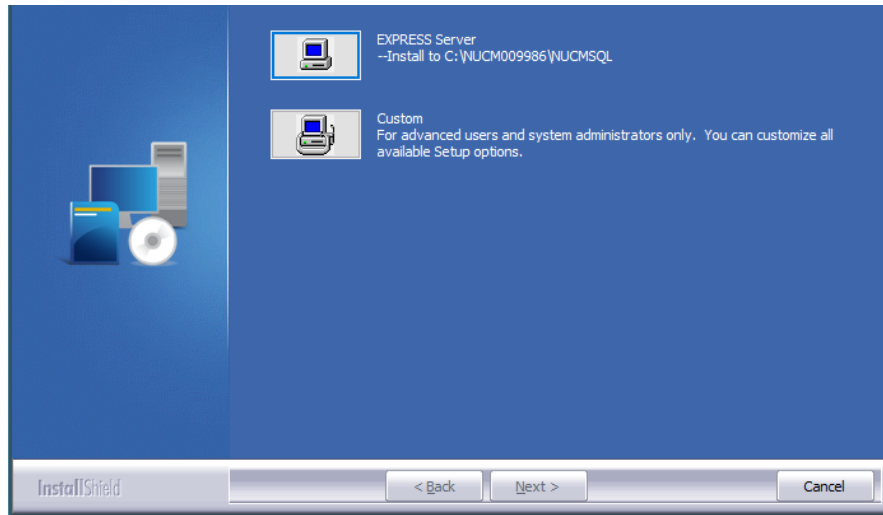 EXPRESS Server
--Install to C:\NUCM009986\NUCMSQL
Custom
For advanced users and system administrators only.  You can customize all
available Setup options.
InstallShield
< Back
Next >
Cancel